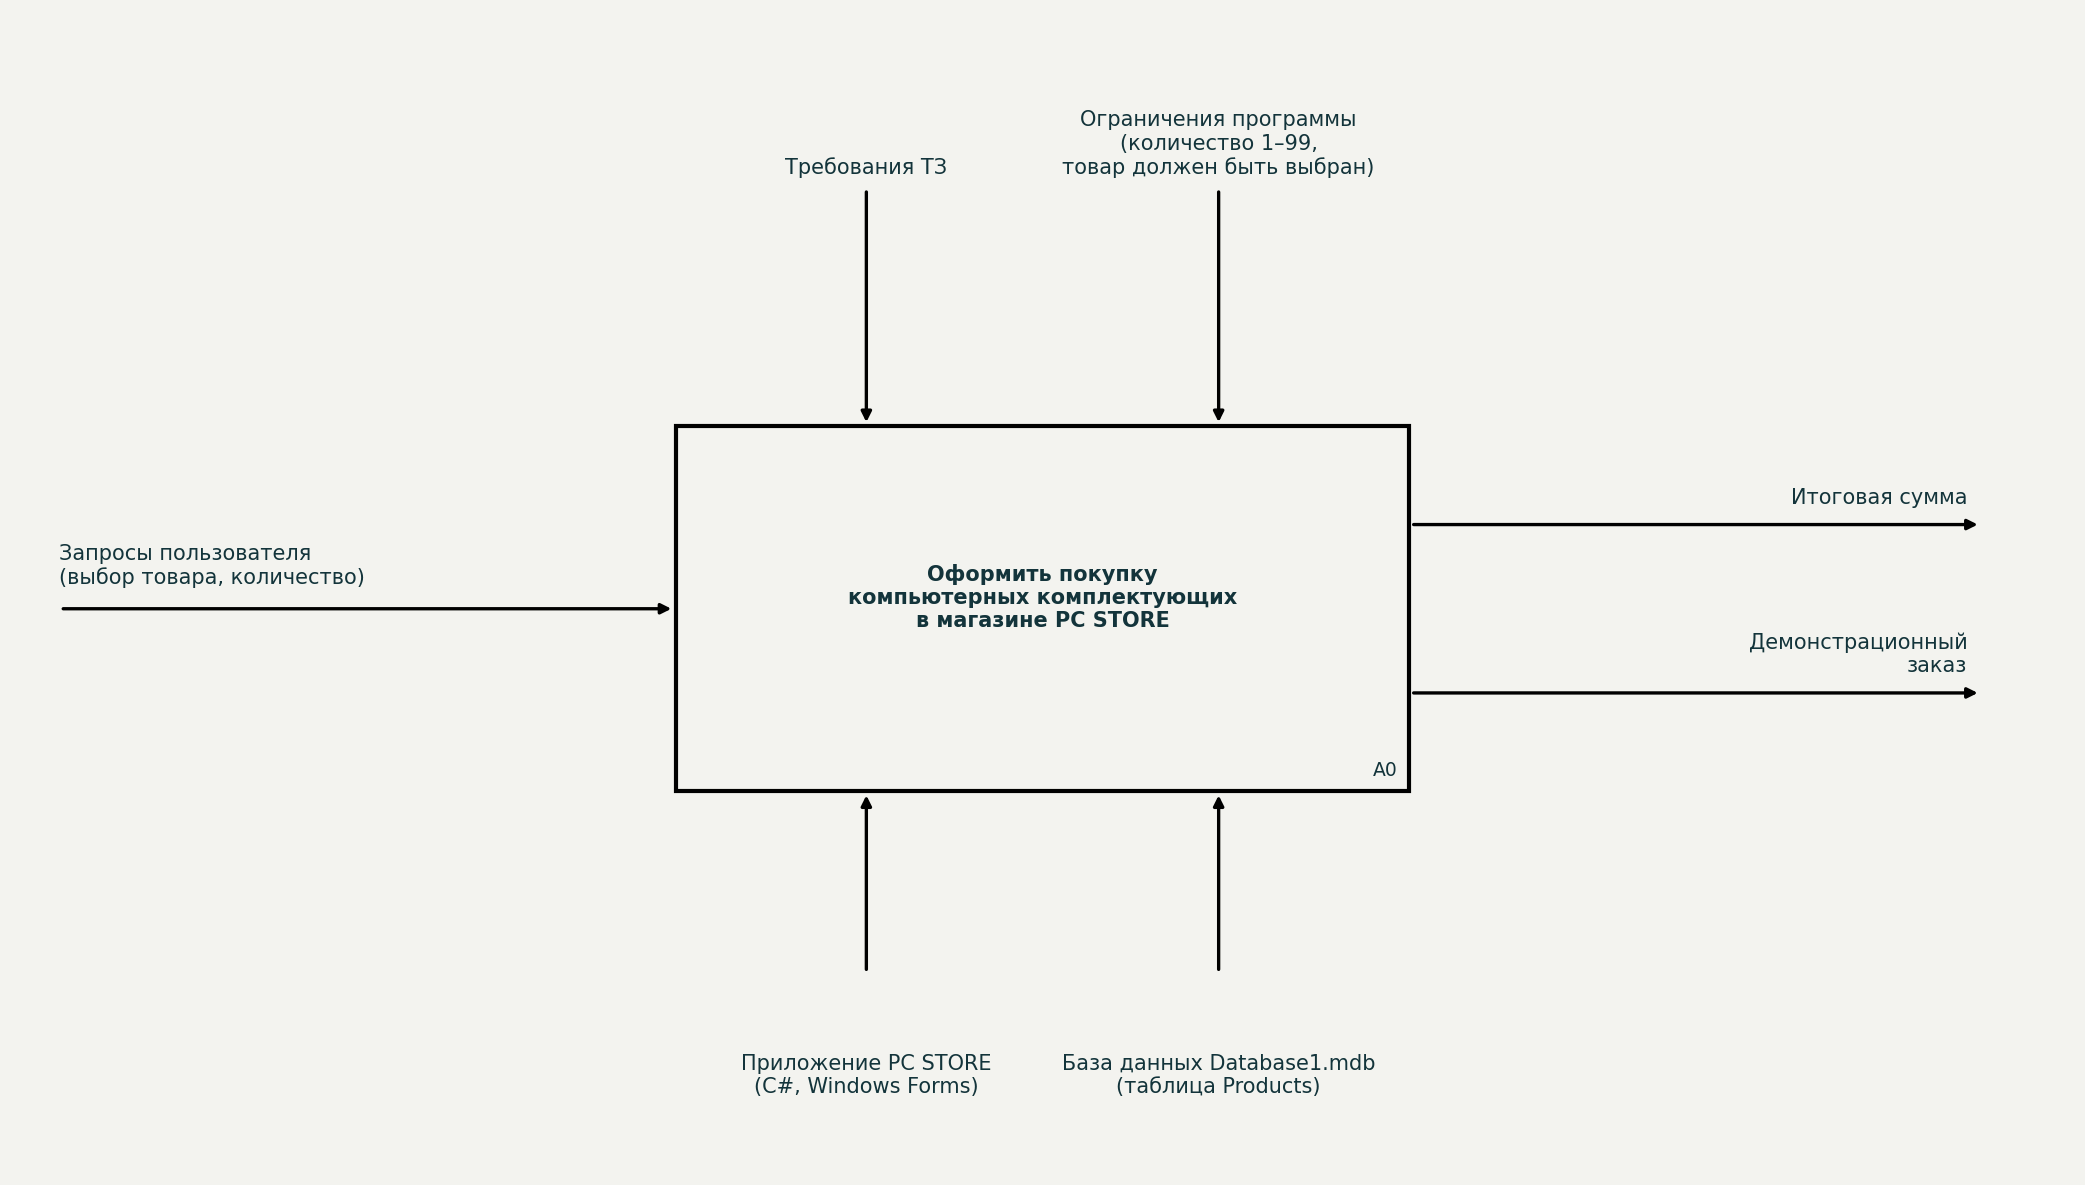 Ограничения программы
(количество 1–99,
товар должен быть выбран)
Требования ТЗ
Итоговая сумма
Запросы пользователя
(выбор товара, количество)
Оформить покупку
компьютерных комплектующих
в магазине PC STORE
Демонстрационный
заказ
A0
Приложение PC STORE
(C#, Windows Forms)
База данных Database1.mdb
(таблица Products)